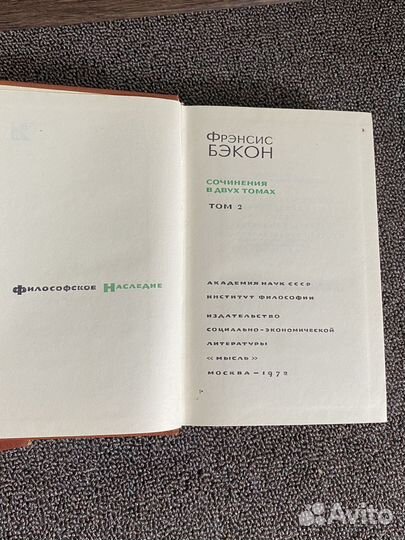 Философское Наследие
Фрэнсис
БЭКОН
СОЧИНЕНИЯ
В ДВУХ ТОМАХ
ТОМ 2
АКАДЕМИЯ НАУК СССР
ИНСТИТУТ ФИЛОСОФИИ
ИЗДАТЕЛЬСТВО
СОЦИАЛЬНО-ЭКОНОМИЧЕСКОЙ
ЛИТЕРАТУРЫ
«МЫСЛЬ»
МОСКВА — 1972
Avito